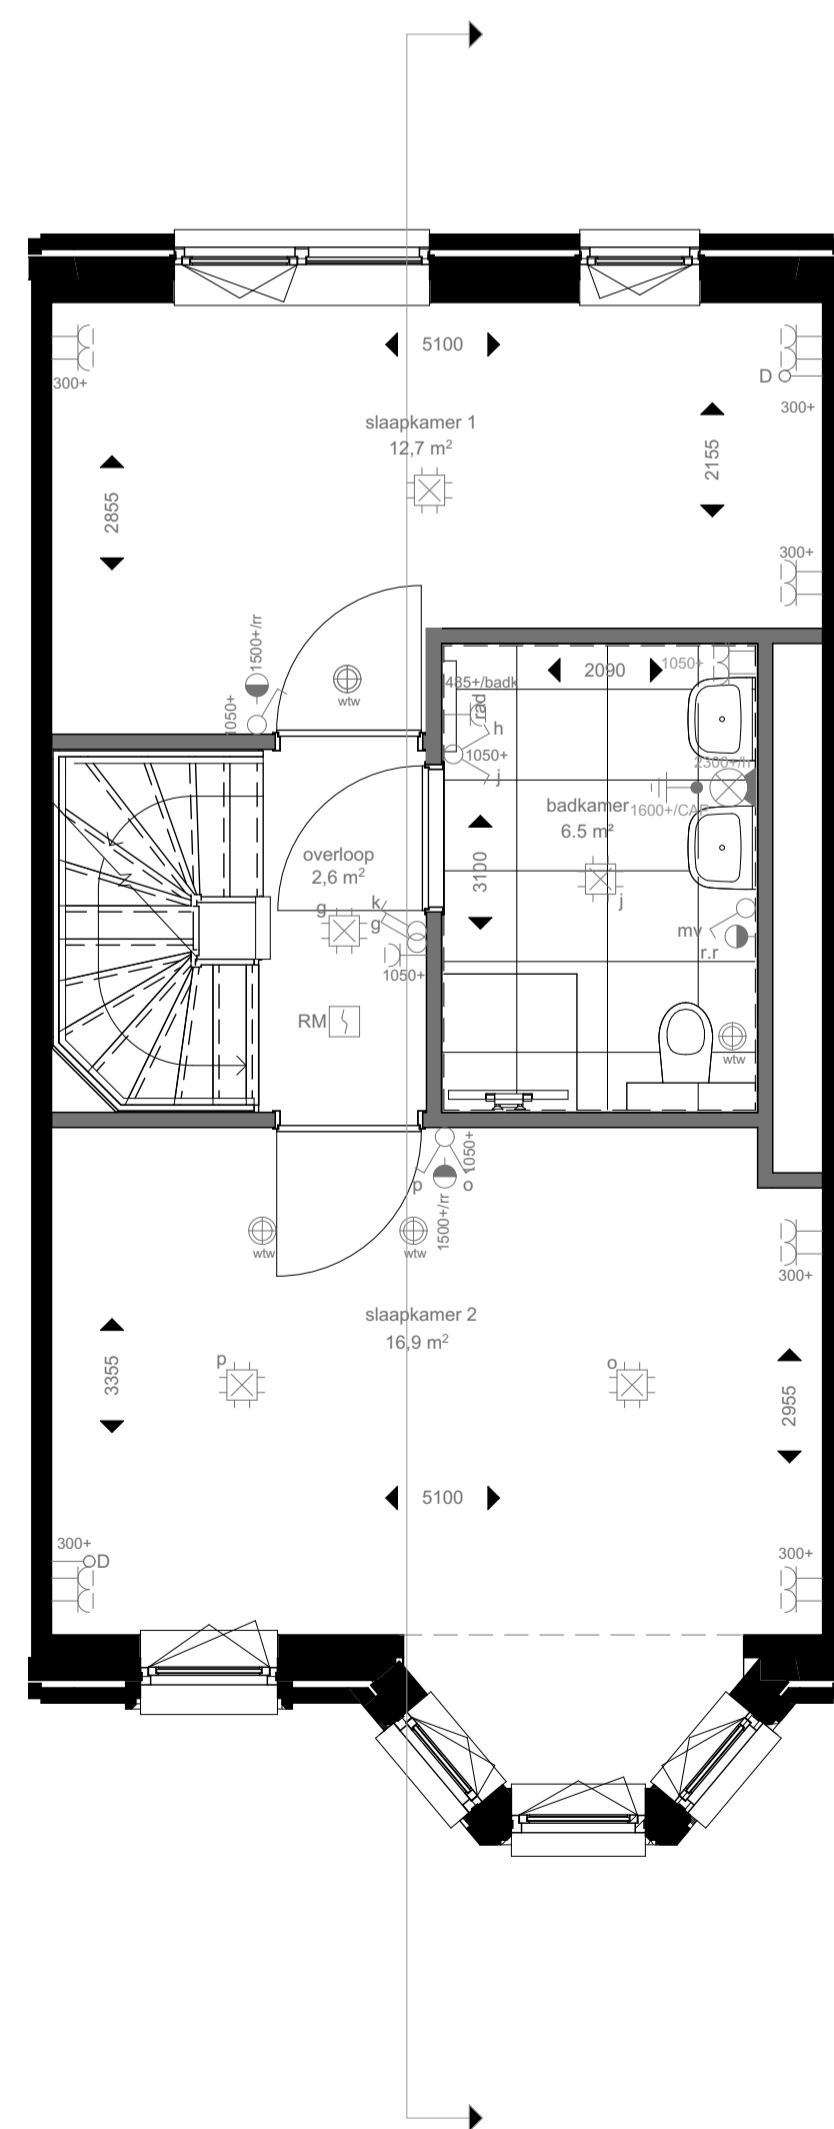 5100
300+
D
300+
slaapkamer 1
12,7 m²
2155
2855
300+
1500+/rr
1050+
wtw
2090
1050+
485+/badk
rad
h
1050+
j
2300+/h
1600+/CAP
badkamer
6.5 m²
3100
j
overloop
2,6 m²
g
k
g
1050+
mv
r.r
RM
wtw
1050+
p
o
1500+/rr
wtw
wtw
300+
slaapkamer 2
16,9 m²
p
o
3355
2955
5100
300+
D
300+